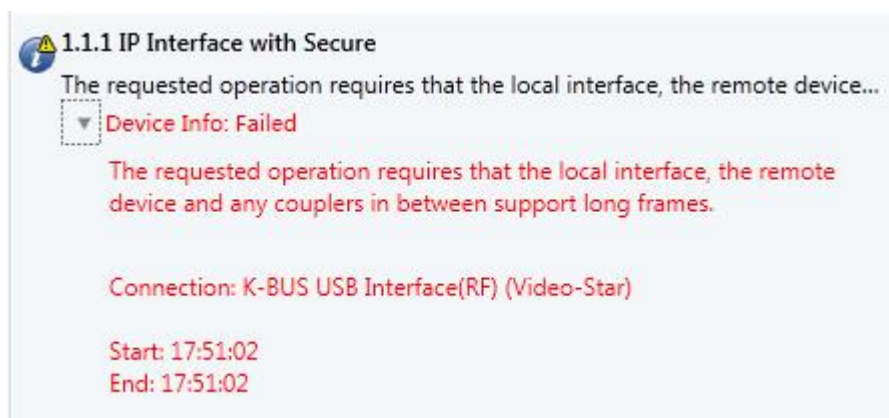 1.1.1 IP Interface with Secure
The requested operation requires that the local interface, the remote device...
Device Info: Failed
The requested operation requires that the local interface, the remote
device and any couplers in between support long frames.
Connection: K-BUS USB Interface(RF) (Video-Star)
Start: 17:51:02
End: 17:51:02